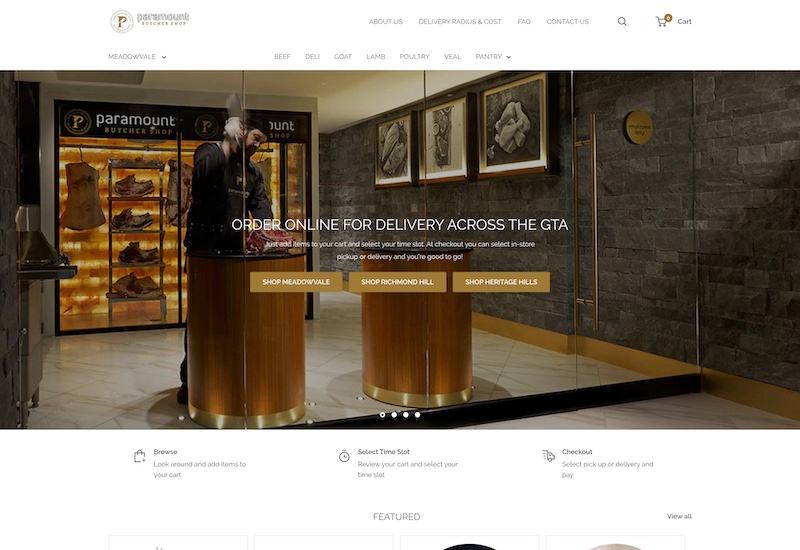 paramount
BUTCHER SHOP
ABOUT US
DELIVERY RADIUS & COST
FAQ
CONTACT US
0
Cart
MEADOWVALE
BEEF
DELI
GOAT
LAMB
POULTRY
VEAL
PANTRY
paramount
BUTCHER SHOP
employees
only
ORDER ONLINE FOR DELIVERY ACROSS THE GTA
Just add items to your cart and select your time slot. At checkout you can select in-store
pickup or delivery and you're good to go!
SHOP MEADOWVALE
SHOP RICHMOND HILL
SHOP HERITAGE HILLS
Browse
Look around and add items to
your cart
Select Time Slot
Review your cart and select your
time slot
Checkout
Select pick up or delivery and
pay.
FEATURED
View all